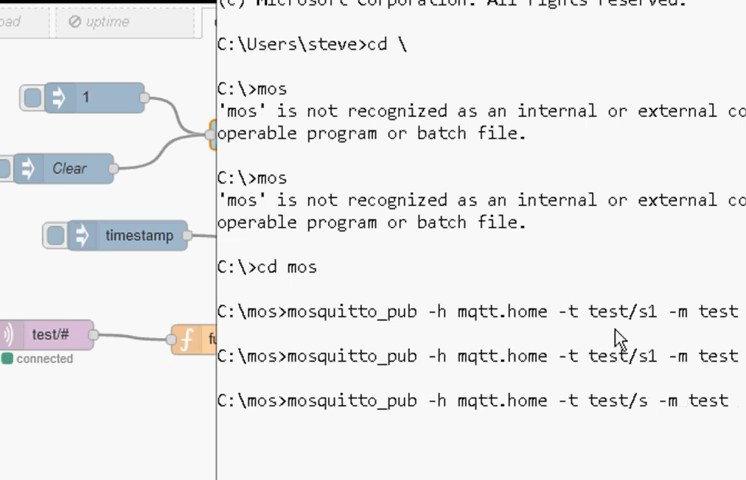 oad
uptime
1
Clear
timestamp
test/#
connected
fu
(c) Microsoft Corporation. All rights reserved.
C:\Users\steve>cd \
C:\>mos
'mos' is not recognized as an internal or external co
operable program or batch file.
C:\>mos
'mos' is not recognized as an internal or external co
operable program or batch file.
C:\>cd mos
C:\mos>mosquitto_pub -h mqtt.home -t test/s1 -m test
C:\mos>mosquitto_pub -h mqtt.home -t test/s1 -m test
C:\mos>mosquitto_pub -h mqtt.home -t test/s -m test